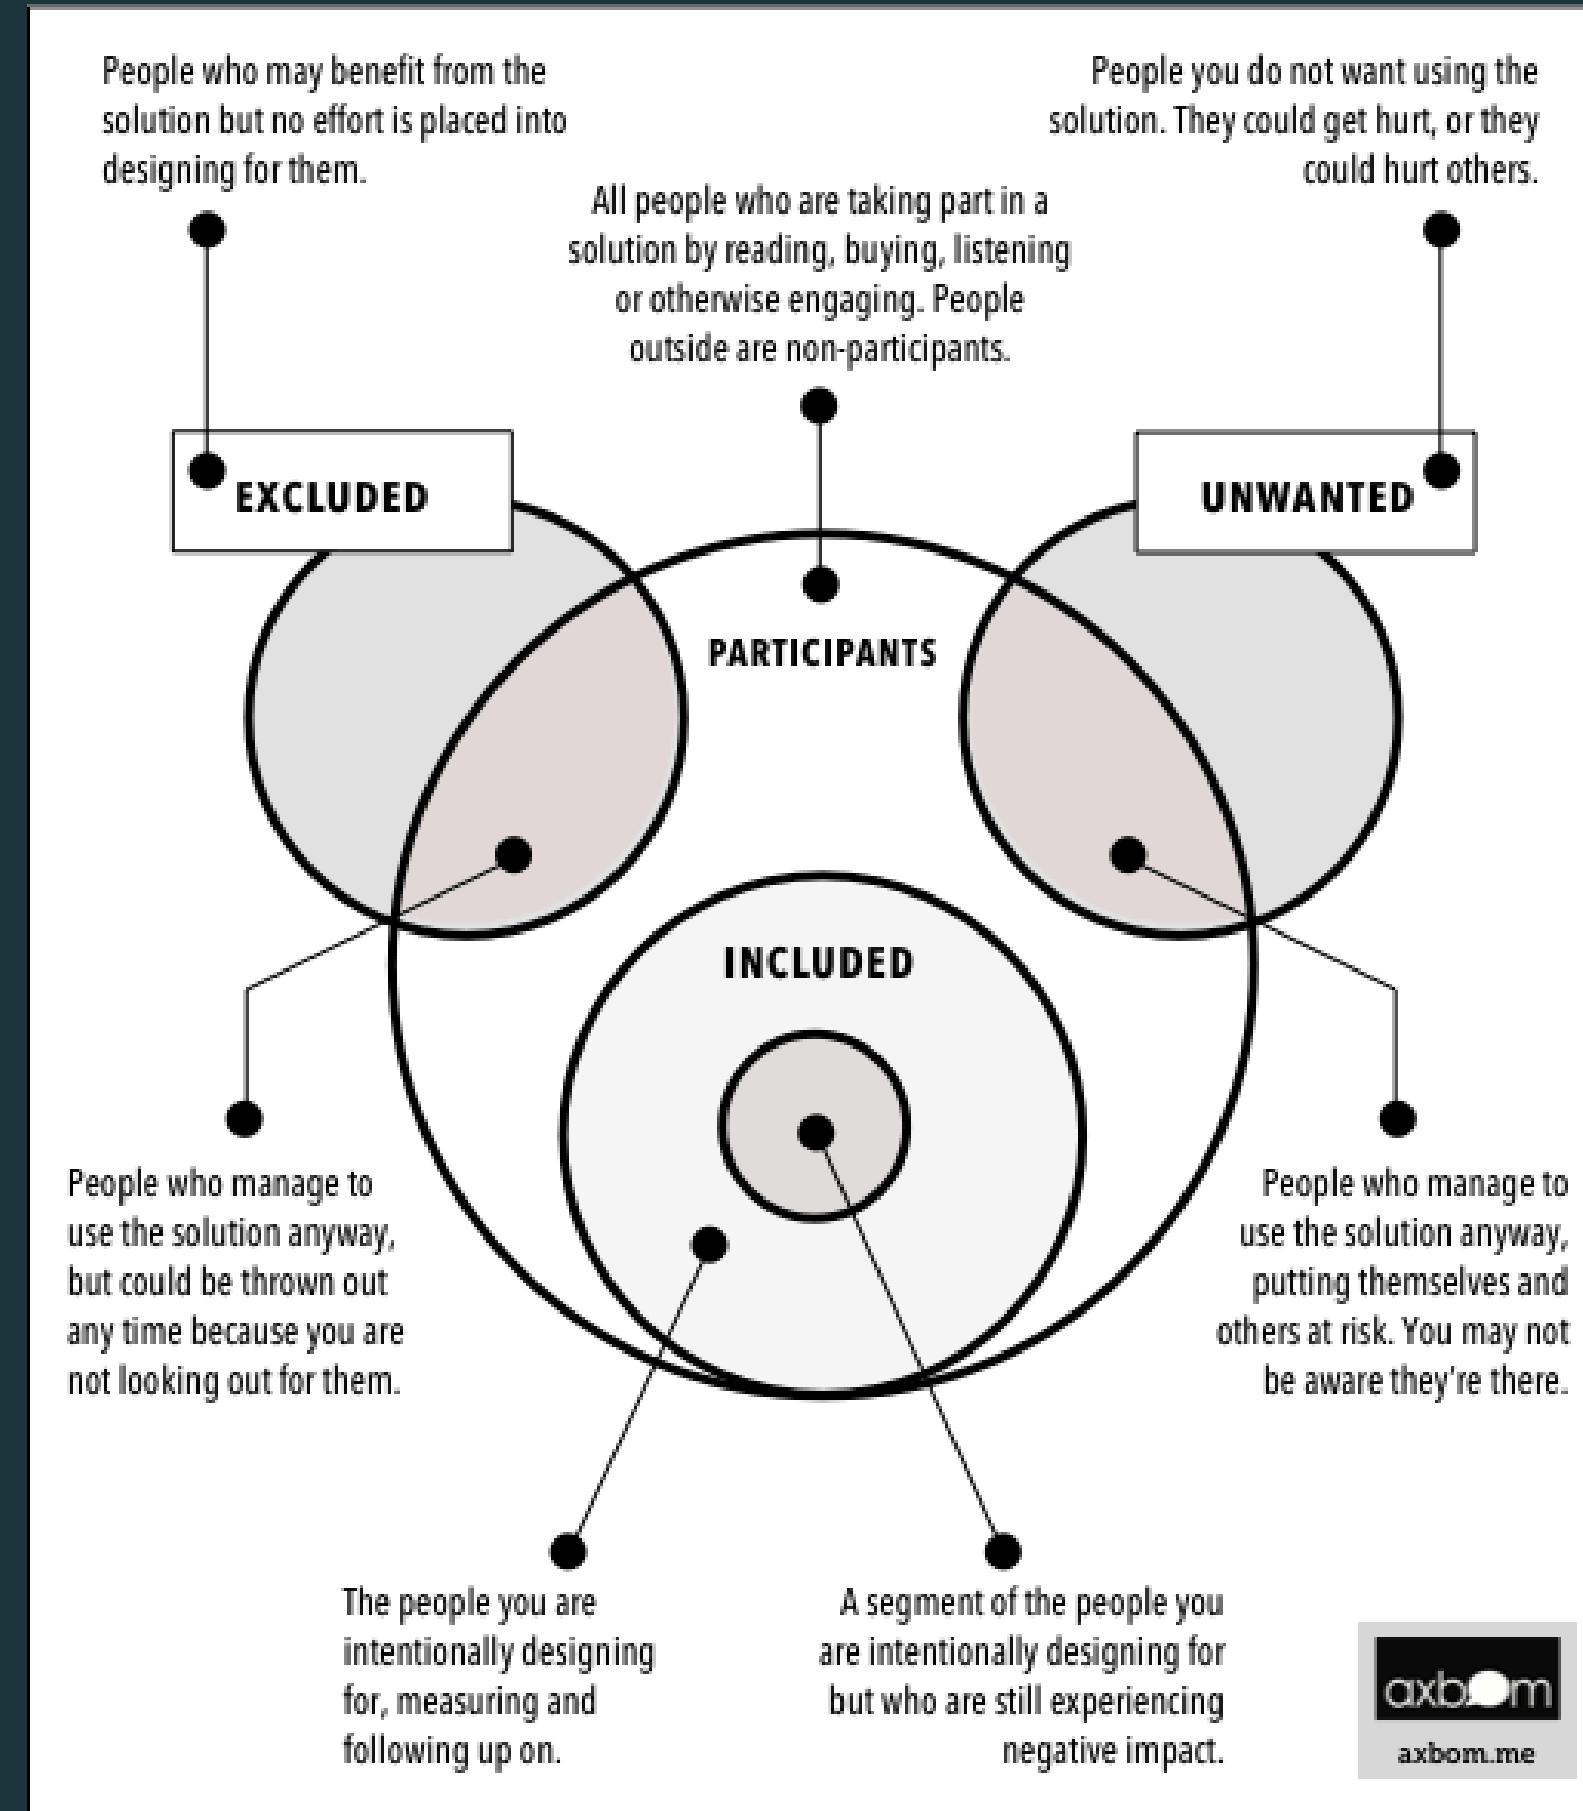 People who may benefit from the
solution but no effort is placed into
designing for them.
People you do not want using the
solution. They could get hurt, or they
could hurt others.
All people who are taking part in a
solution by reading, buying, listening
or otherwise engaging. People
outside are non-participants.
EXCLUDED
UNWANTED
PARTICIPANTS
INCLUDED
People who manage to
use the solution anyway,
but could be thrown out
any time because you are
not looking out for them.
People who manage to
use the solution anyway,
putting themselves and
others at risk. You may not
be aware they're there.
The people you are
intentionally designing
for, measuring and
following up on.
A segment of the people you
are intentionally designing for
but who are still experiencing
negative impact.
axbom
axbom.me